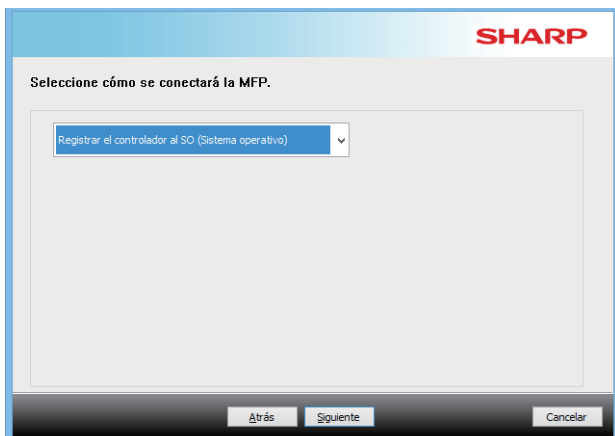 SHARP
Seleccione cómo se conectará la MFP.
Registrar el controlador al SO (Sistema operativo)
Atrás
Siguiente
Cancelar